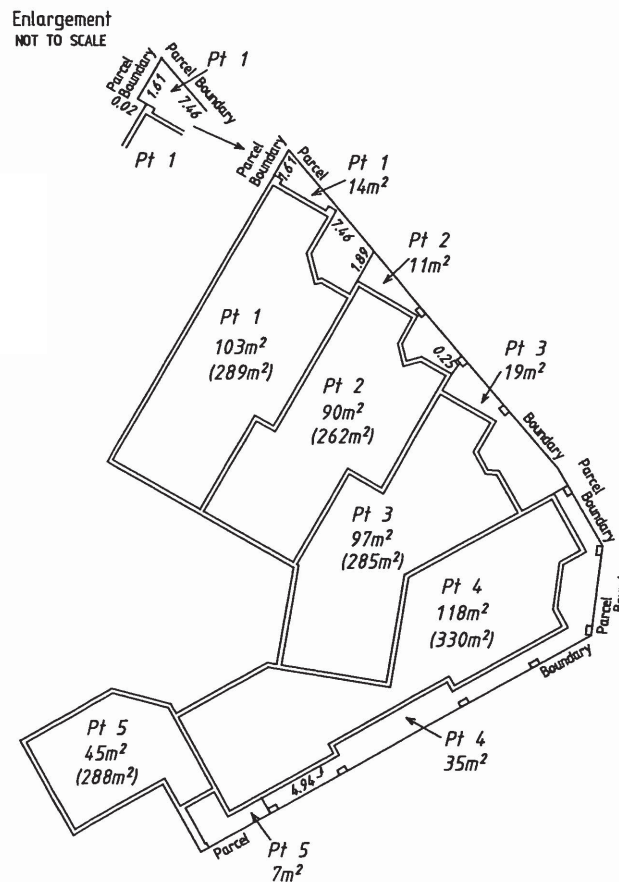 Enlargement
NOT TO SCALE
Parcel
Boundary
Parcel Boundary
Pt 1
1.61
0.02
7.46
Pt 1
Parcel
Boundary
Parcel
1.61
Pt 1
14m²
7.46
1.89
Pt 2
11m²
0.25
Pt 3
19m²
Pt 1
103m²
(289m²)
Pt 2
90m²
(262m²)
Boundary
Parcel
Boundary
Pt 3
97m²
(285m²)
Pt 4
118m²
(330m²)
Parcel
Boundary
Pt 5
45m²
(288m²)
Pt 4
35m²
4.94
Parcel
Pt 5
7m²